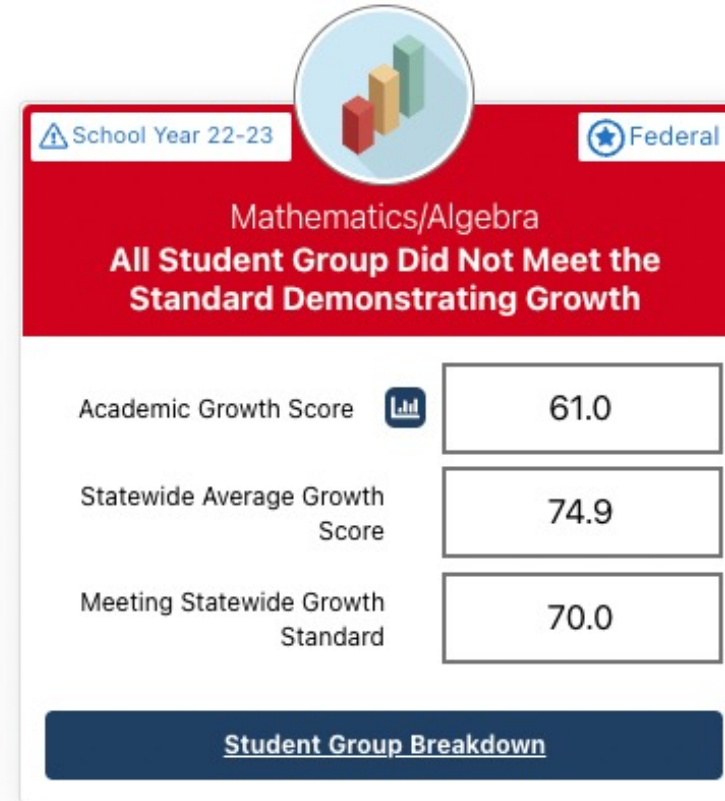 School Year 22-23
Federal
Mathematics/Algebra
All Student Group Did Not Meet the
Standard Demonstrating Growth
Academic Growth Score
61.0
Statewide Average Growth
Score
74.9
Meeting Statewide Growth
Standard
70.0
Student Group Breakdown